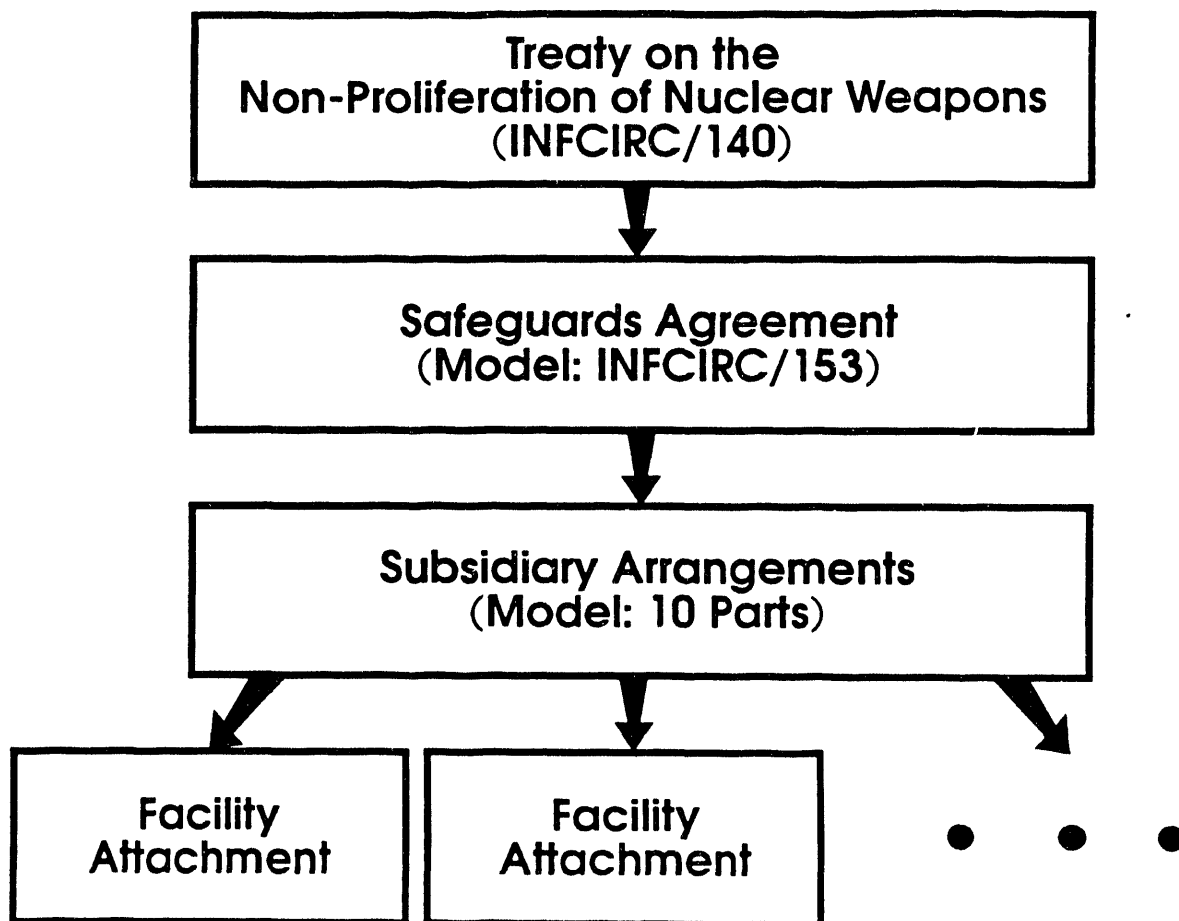 Treaty on the
Non-Proliferation of Nuclear Weapons
(INFCIRC/140)
Safeguards Agreement
(Model: INFCIRC/153)
Subsidiary Arrangements
(Model: 10 Parts)
Facility
Attachment
Facility
Attachment